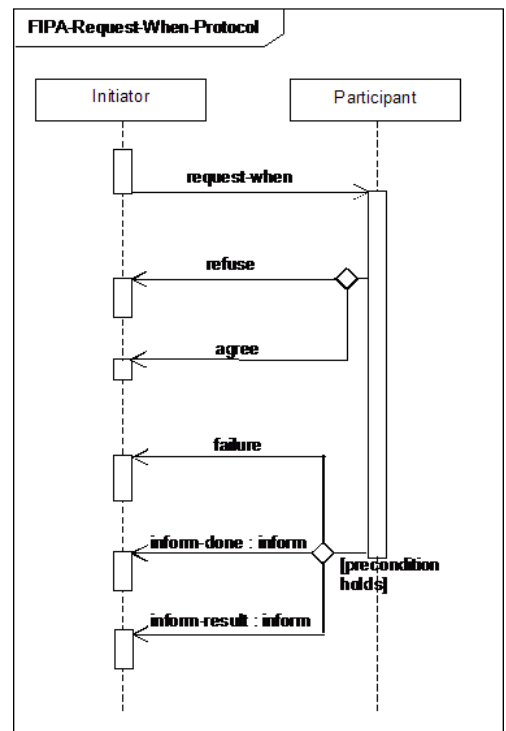 FIPA-Request-When-Protocol
Initiator
Participant
request-when
refuse
agree
failure
inform-done : inform
[precondition
holds]
inform-result : inform